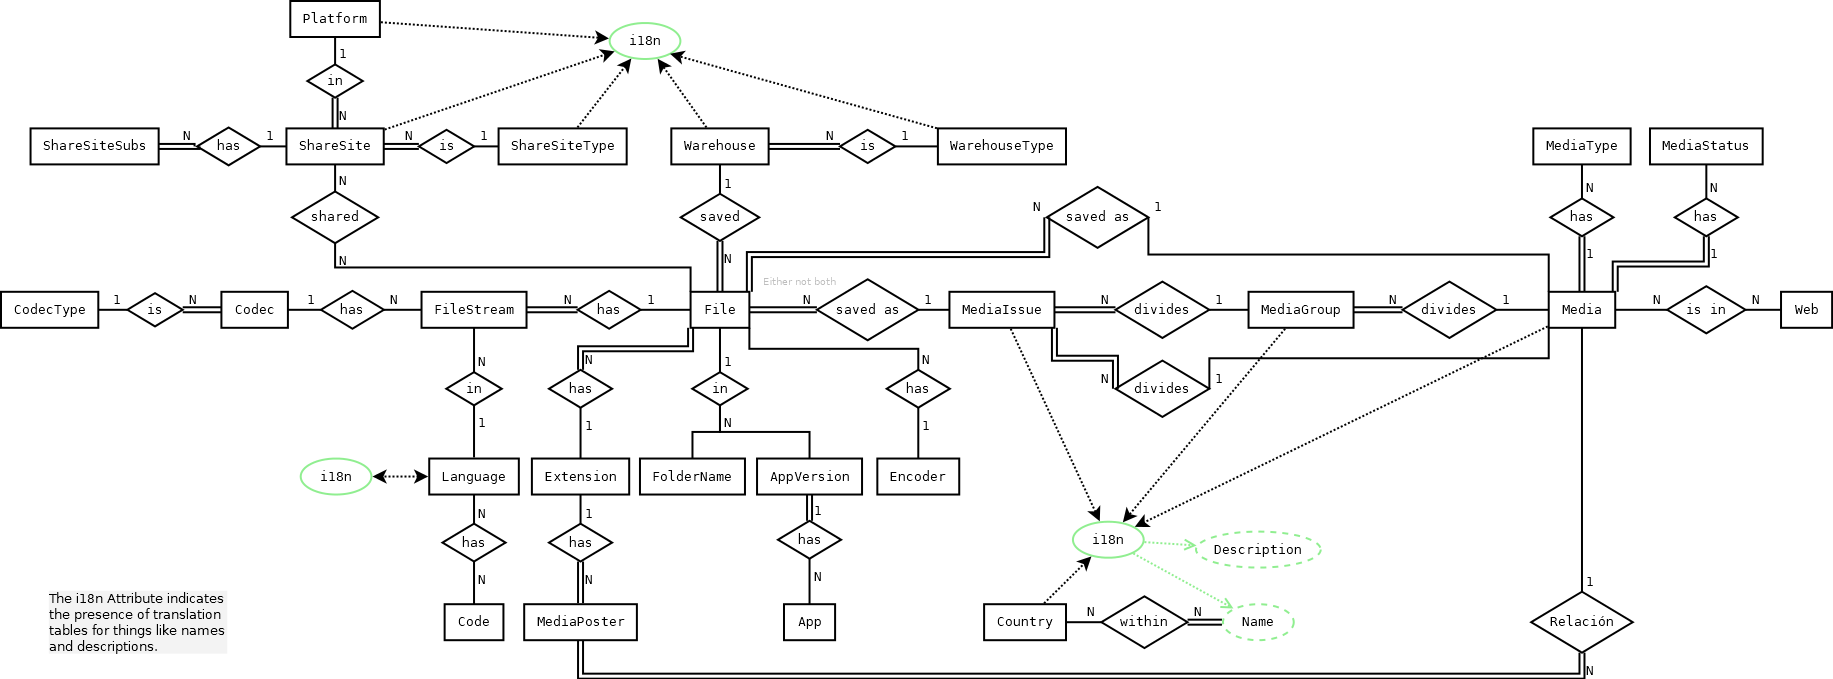 Platform
i18n
1
in
N
ShareSiteSubs
N
has
1
ShareSite
N
is
1
ShareSiteType
Warehouse
N
is
1
WarehouseType
MediaType
MediaStatus
N
shared
N
1
saved
N
N
saved as
1
N
has
1
N
has
1
Either not both
CodecType
1
is
N
Codec
1
has
N
FileStream
N
has
1
File
N
saved as
1
MediaIssue
N
divides
1
MediaGroup
N
divides
1
Media
N
is in
N
Web
N
in
1
N
has
1
1
in
N
N
has
1
N
divides
1
i18n
Language
Extension
FolderName
AppVersion
Encoder
N
has
N
1
has
N
1
has
N
i18n
Description
The i18n Attribute indicates
the presence of translation
tables for things like names
and descriptions.
Code
MediaPoster
App
Country
N
within
N
Name
1
Relación
N